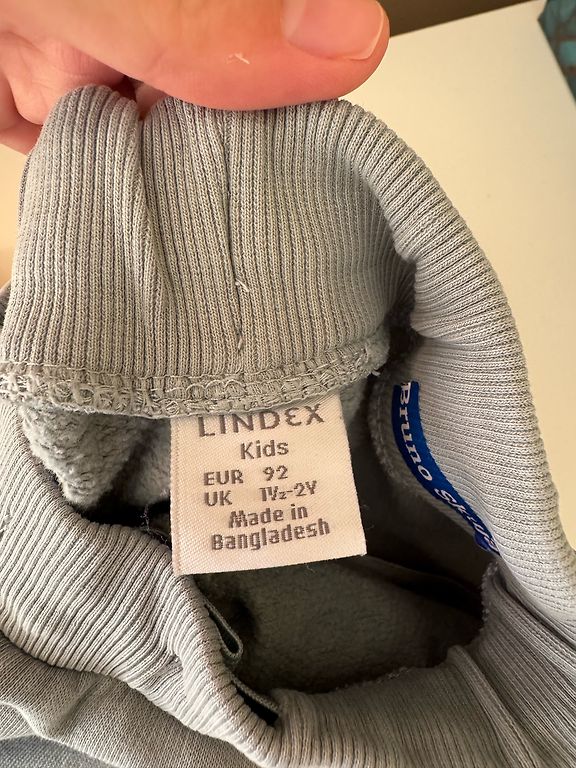 LINDEX
Kids
EUR 92
UK 1½-2Y
Made in
Bangladesh
Bruno